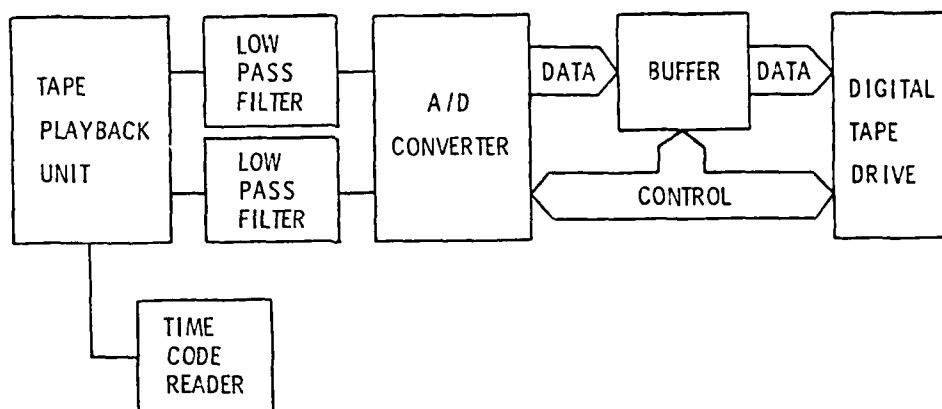 TAPE
PLAYBACK
UNIT
LOW
PASS
FILTER
LOW
PASS
FILTER
A/D
CONVERTER
DATA
BUFFER
DATA
CONTROL
DIGITAL
TAPE
DRIVE
TIME
CODE
READER